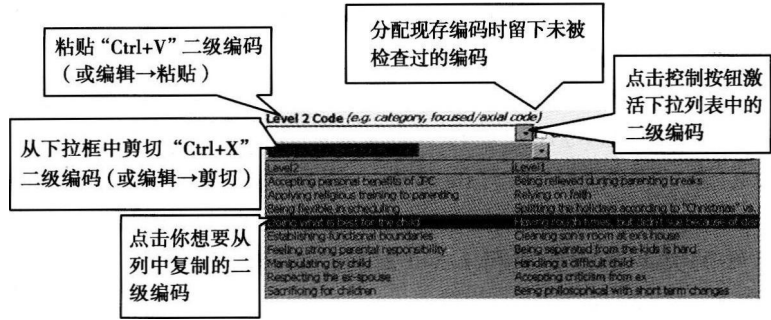 粘贴“Ctrl+V”二级编码
（或编辑→粘贴）
分配现存编码时留下未被
检查过的编码
点击控制按钮激
活下拉列表中的
二级编码
Level 2 Code (e.g. category, focused/axial code)
从下拉框中剪切“Ctrl+X”
二级编码（或编辑→剪切）
点击你想要从
列中复制的二
级编码
Level2 Level1
Accepting personal benefits of JPC Being relieved during parenting breaks
Applying religious training to parenting Relying on faith
Being flexible in scheduling Splitting the holidays according to "Christmas" vs.
Doing what is best for the child Having rough times, but didn't sue because of
Establishing functional boundaries Cleaning son's room at ex's house
Feeling strong parental responsibility Being separated from the kids is hard
Manipulating by child Handling a difficult child
Respecting the ex-spouse Accepting criticism from ex
Sacrificing for children Being philosophical with short term changes